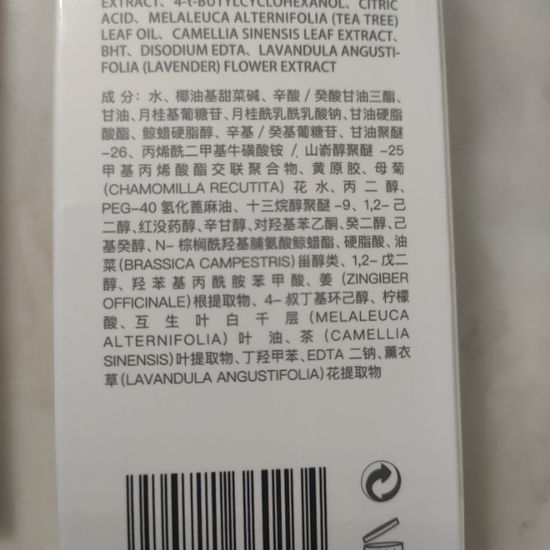 EXTRACT、4-t-BUTYLCYCLOHEXANOL、CITRIC
ACID、MELALEUCA ALTERNIFOLIA (TEA TREE)
LEAF OIL、CAMELLIA SINENSIS LEAF EXTRACT、
BHT、DISODIUM EDTA、LAVANDULA ANGUSTI-
FOLIA (LAVENDER) FLOWER EXTRACT
成分：水、椰油基甜菜碱、辛酸/癸酸甘油三酯、
甘油、月桂基葡糖苷、月桂酰乳酰乳酸钠、甘油硬脂
酸酯、鲸蜡硬脂醇、辛基/癸基葡糖苷、甘油聚醚
-26、丙烯酰二甲基牛磺酸铵/山嵛醇聚醚-25
甲基丙烯酸酯交联聚合物、黄原胶、母菊
(CHAMOMILLA RECUTITA) 花水、丙二醇、
PEG-40 氢化蓖麻油、十三烷醇聚醚-9、1,2-己
二醇、红没药醇、辛甘醇、对羟基苯乙酮、癸二醇、己
基癸醇、N-棕榈酰羟基脯氨酸鲸蜡酯、硬脂酸、油
菜(BRASSICA CAMPESTRIS)甾醇类、1,2-戊二
醇、羟苯基丙酰胺苯甲酸、姜(ZINGIBER
OFFICINALE)根提取物、4-叔丁基环己醇、柠檬
酸、互生叶白千层(MELALEUCA
ALTERNIFOLIA)叶油、茶(CAMELLIA
SINENSIS)叶提取物、丁羟甲苯、EDTA 二钠、薰衣
草(LAVANDULA ANGUSTIFOLIA)花提取物